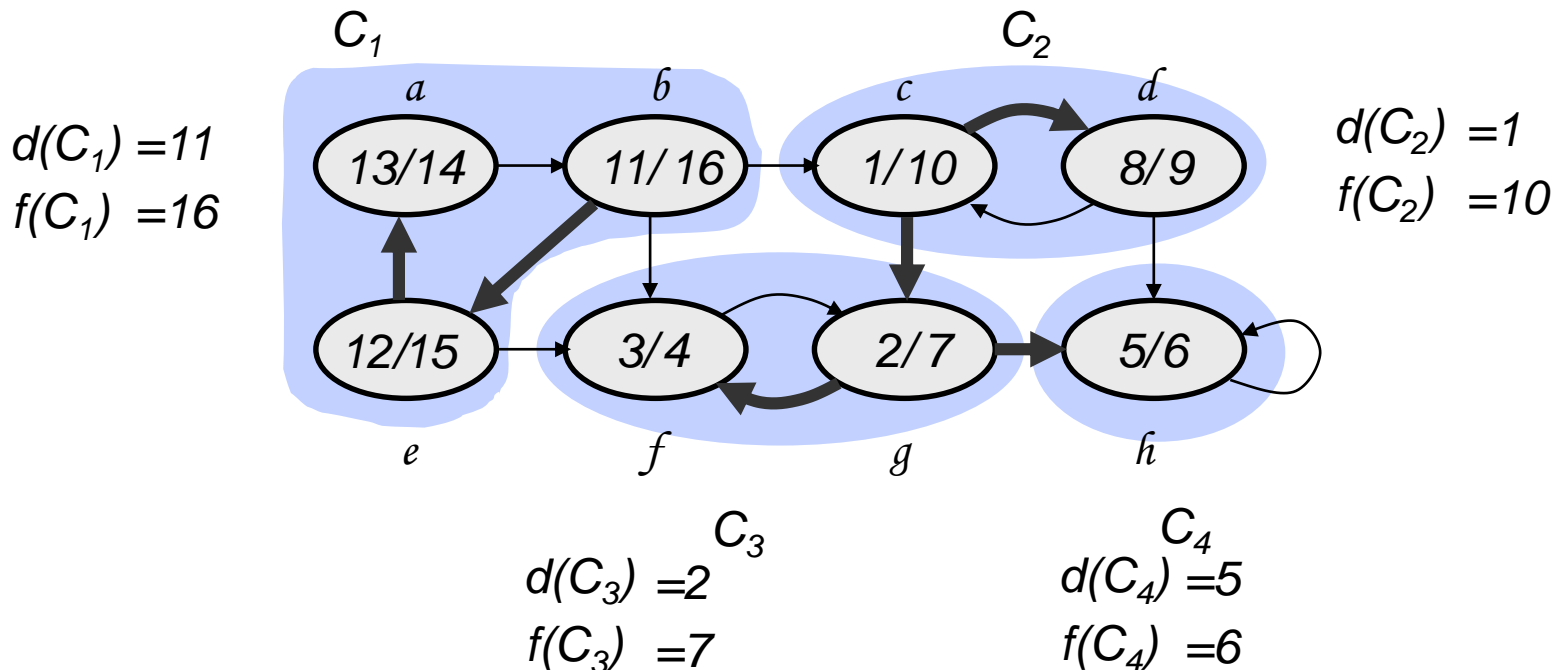 C₁ C₂
a b c d
d(C₁) =11 13/14 11/16 1/10 8/9 d(C₂) =1
f(C₁) =16 f(C₂) =10
12/15 3/4 2/7 5/6
e f g h
C₃ C₄
d(C₃) =2 d(C₄) =5
f(C₃) =7 f(C₄) =6